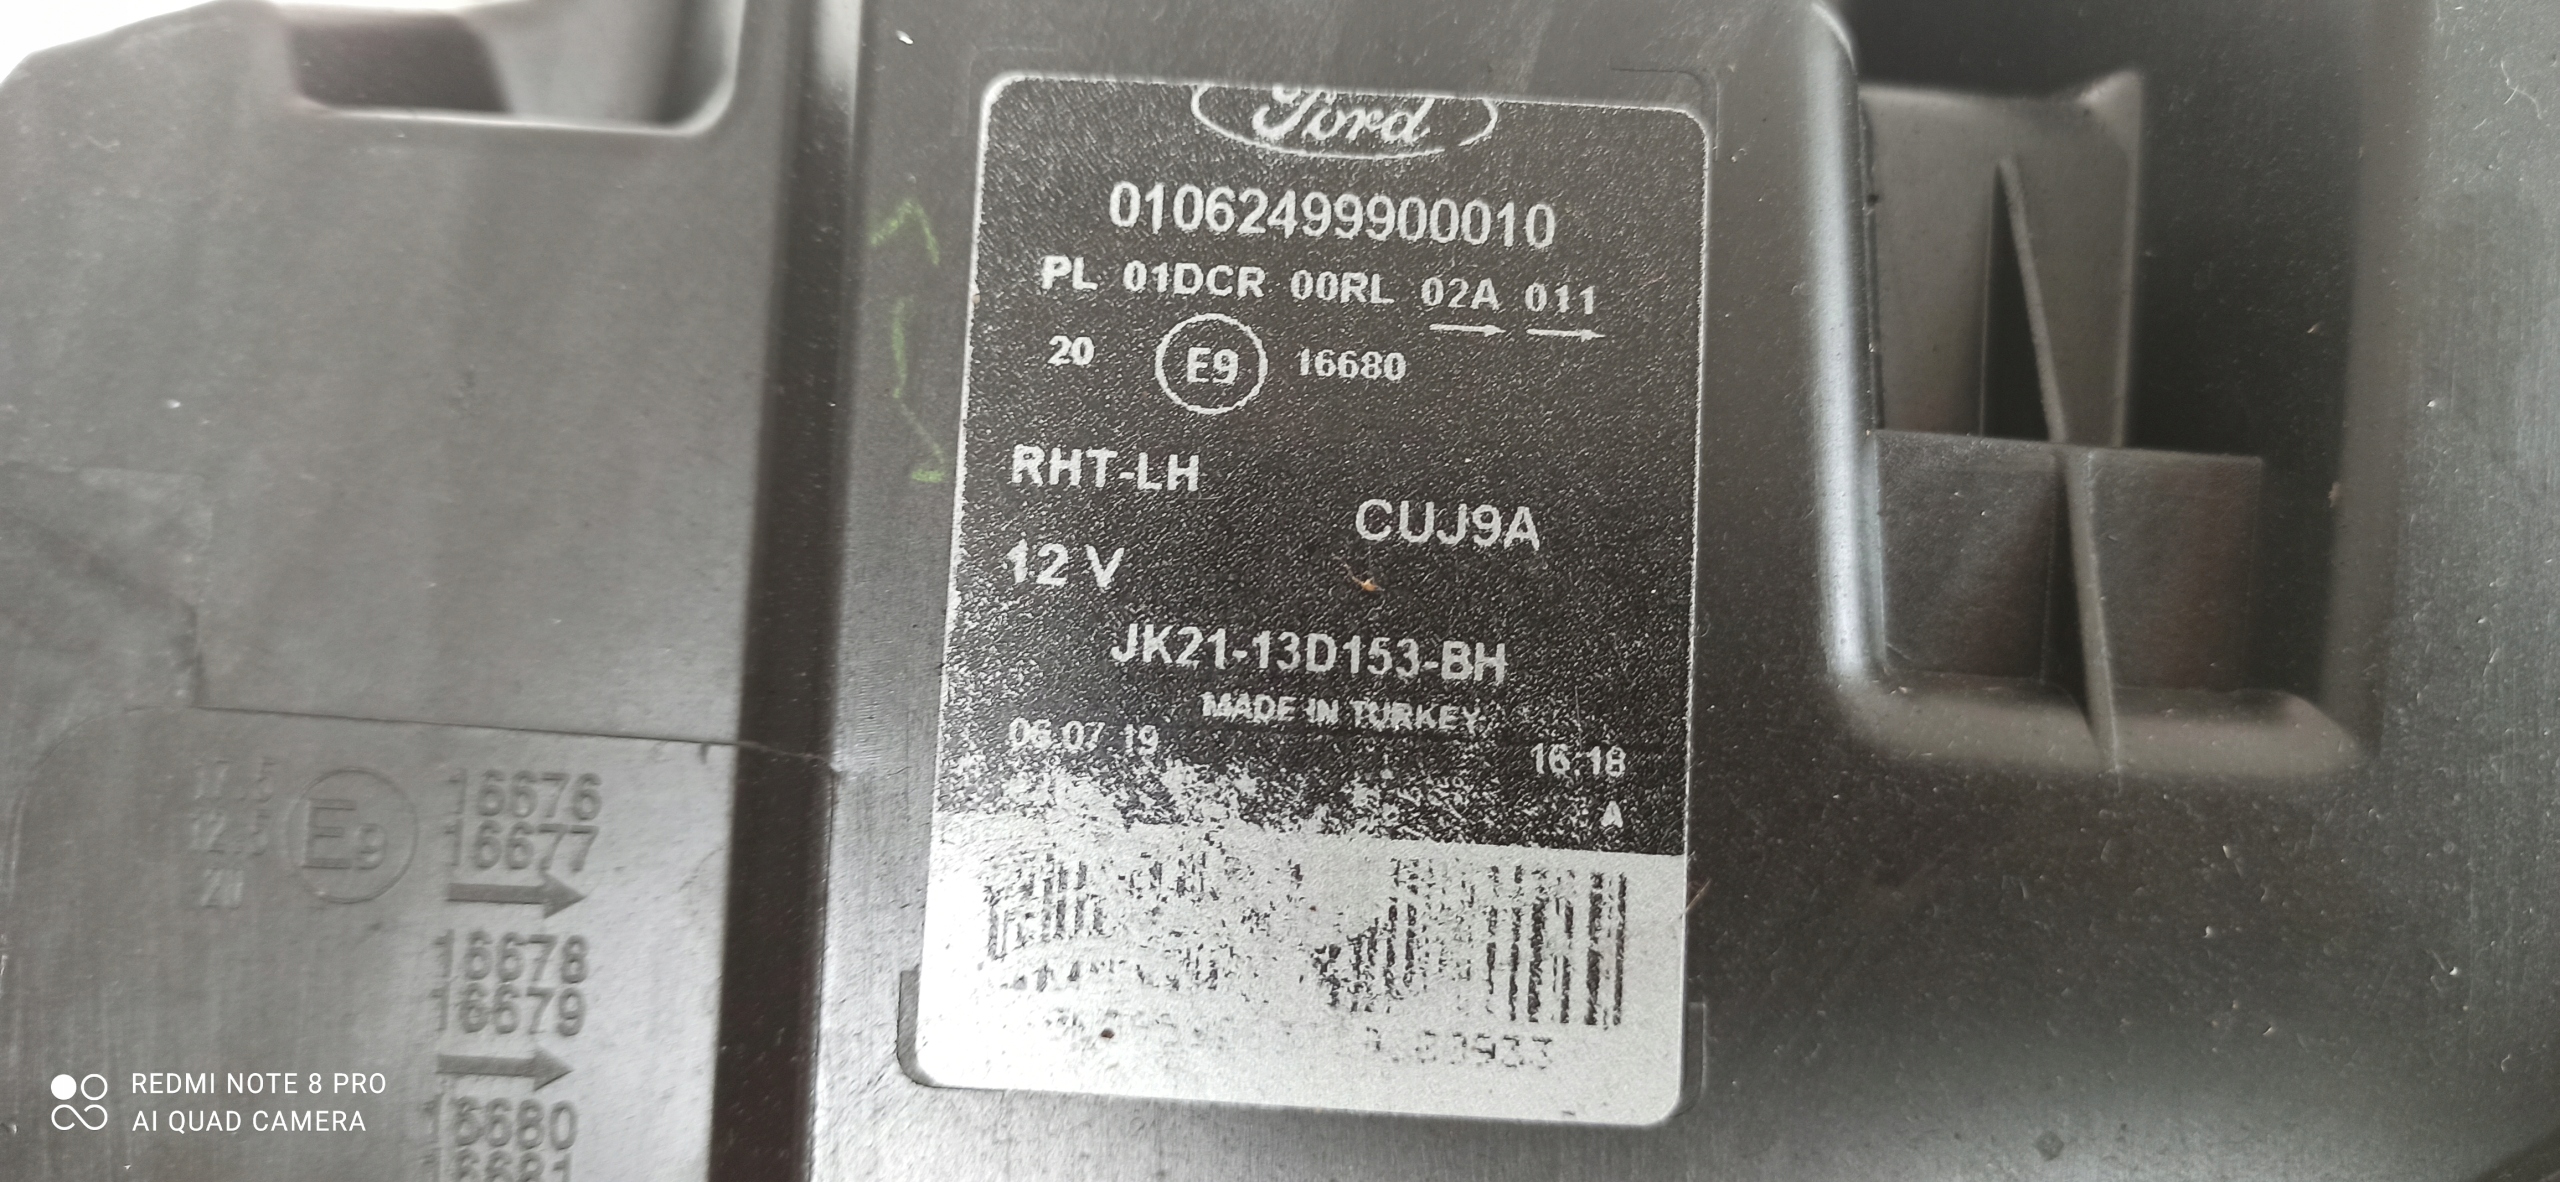 Ford
01062499900010
PL 01DCR 00RL 02A 011
20 E9 16680
RHT-LH
CUJ9A
12 V
JK21-13D153-BH
MADE IN TURKEY
06.07.19 16:18
A
E9
16676
16677
16678
16679
16680
REDMI NOTE 8 PRO
AI QUAD CAMERA